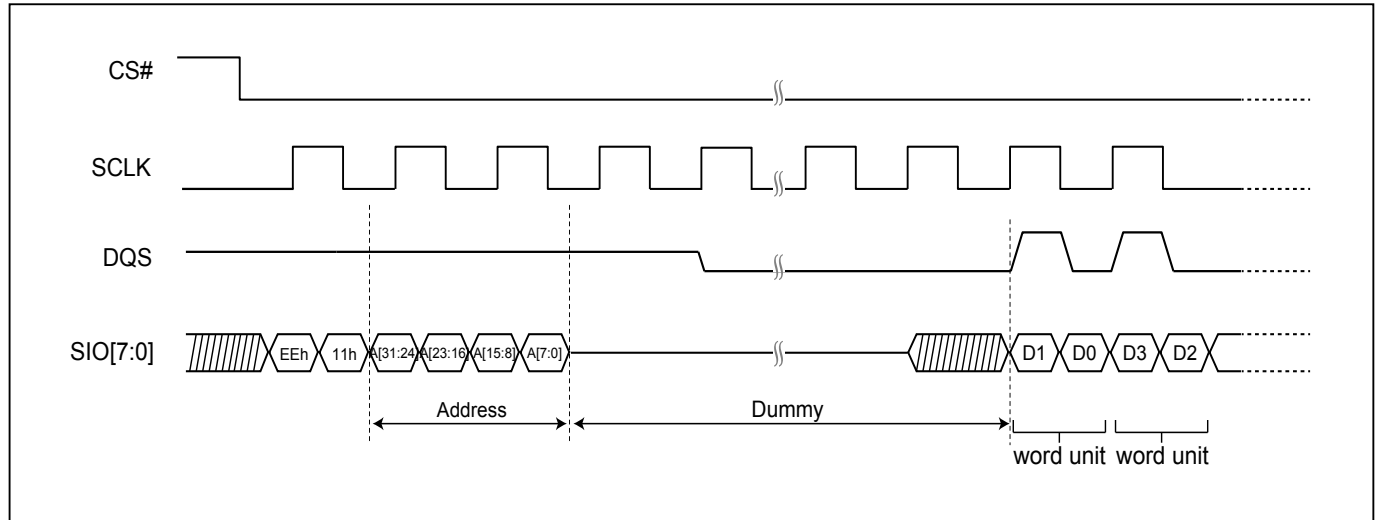 CS#
SCLK
DQS
SIO[7:0]
EEh 11h A[31:24] A[23:16] A[15:8] A[7:0] D1 D0 D3 D2
Address Dummy
word unit word unit